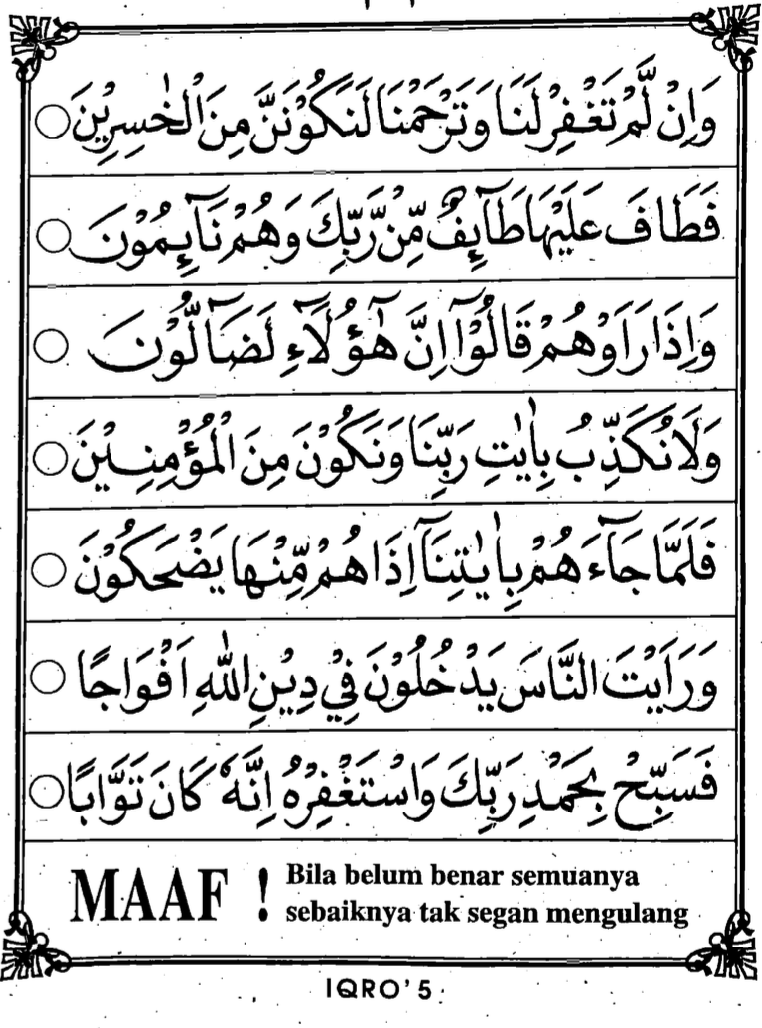 وَاِنْ لَّمْ تَغْفِرْلَنَا وَتَرْحَمْنَا لَنَكُوْنَنَّ مِنَ الْخٰسِرِيْنَ ○
فَطَافَ عَلَيْهَا طَآئِفٌ مِّنْ رَّبِّكَ وَهُمْ نَآئِمُوْنَ ○
وَاِذَا رَاَوْهُمْ قَالُوْٓا اِنَّ هٰٓؤُلَآءِ لَضَآلُّوْنَ ○
وَلَا نُكَذِّبُ بِاٰيٰتِ رَبِّنَا وَنَكُوْنَ مِنَ الْمُؤْمِنِيْنَ ○
فَلَمَّا جَآءَهُمْ بِاٰيٰتِنَآ اِذَا هُمْ مِّنْهَا يَضْحَكُوْنَ ○
وَرَاَيْتَ النَّاسَ يَدْخُلُوْنَ فِيْ دِيْنِ اللّٰهِ اَفْوَاجًا ○
فَسَبِّحْ بِحَمْدِ رَبِّكَ وَاسْتَغْفِرْهُ اِنَّهٗ كَانَ تَوَّابًا ○
MAAF ! Bila belum benar semuanya
sebaiknya tak segan mengulang
IQRO' 5